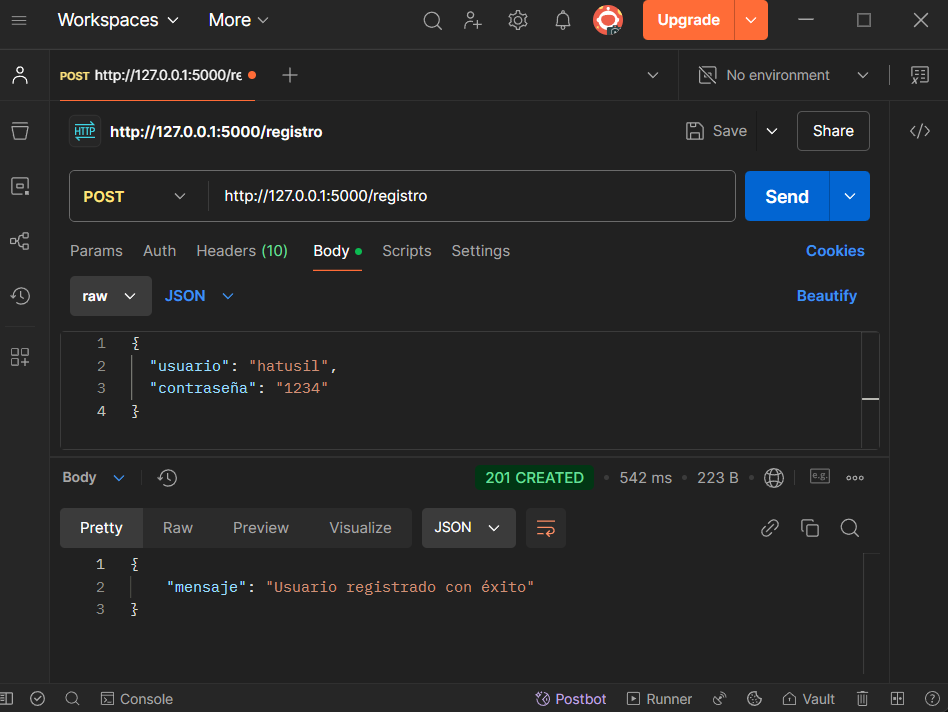 Workspaces More Upgrade
POST http://127.0.0.1:5000/re No environment
HTTP http://127.0.0.1:5000/registro Save Share
POST http://127.0.0.1:5000/registro Send
Params Auth Headers (10) Body Scripts Settings Cookies
raw JSON Beautify
1 {
2 "usuario": "hatusil",
3 "contraseña": "1234"
4 }
Body 201 CREATED 542 ms 223 B e.g.
Pretty Raw Preview Visualize JSON
1 {
2 "mensaje": "Usuario registrado con éxito"
3 }
Console Postbot Runner Vault